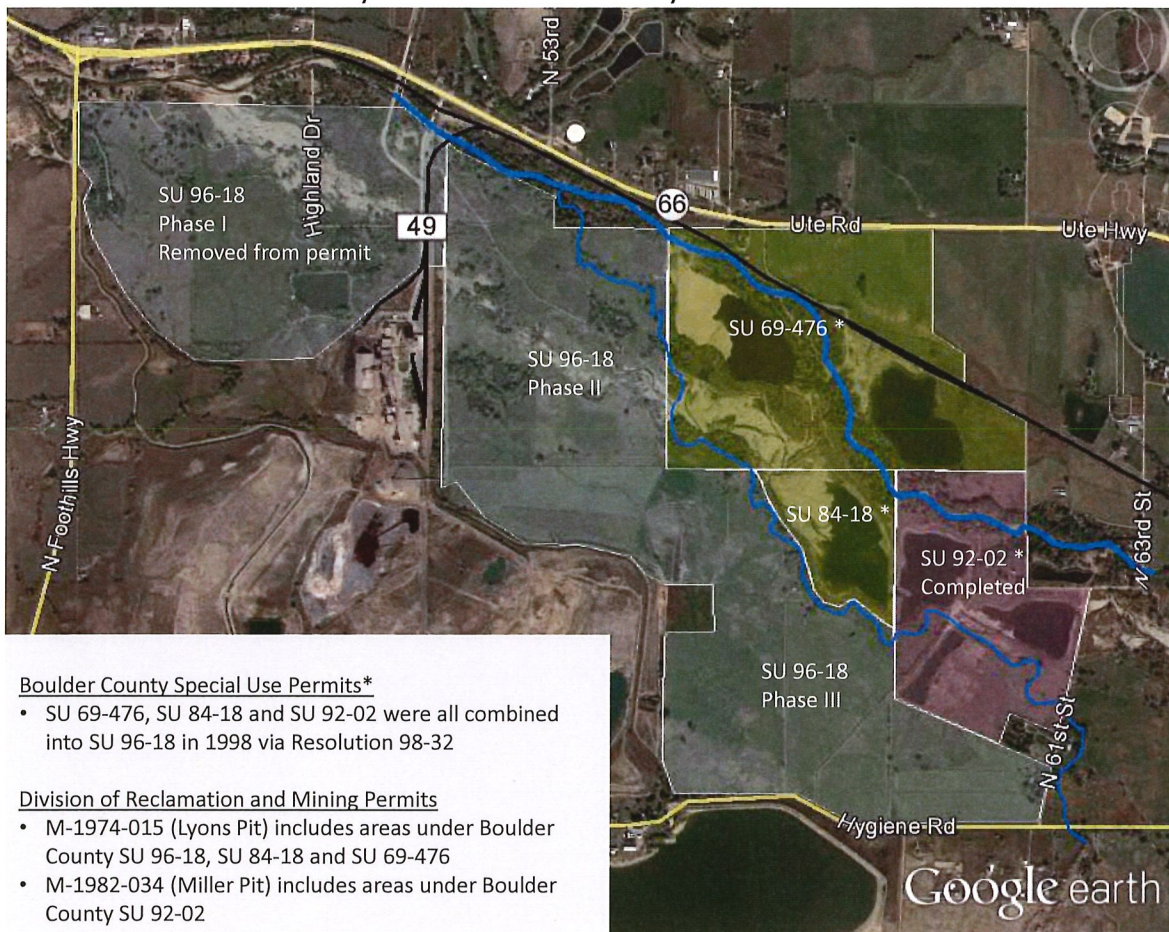 N 53rd
Highland Dr
SU 96-18
Phase I
Removed from permit
49
66
Ute Rd
Ute Hwy
SU 69-476 *
SU 96-18
Phase II
N Foothills Hwy
SU 84-18 *
N 63rd St
SU 92-02 *
Completed
SU 96-18
Phase III
N 61st St
Hygiene Rd
Boulder County Special Use Permits*
• SU 69-476, SU 84-18 and SU 92-02 were all combined
into SU 96-18 in 1998 via Resolution 98-32
Division of Reclamation and Mining Permits
• M-1974-015 (Lyons Pit) includes areas under Boulder
County SU 96-18, SU 84-18 and SU 69-476
• M-1982-034 (Miller Pit) includes areas under Boulder
County SU 92-02
Google earth